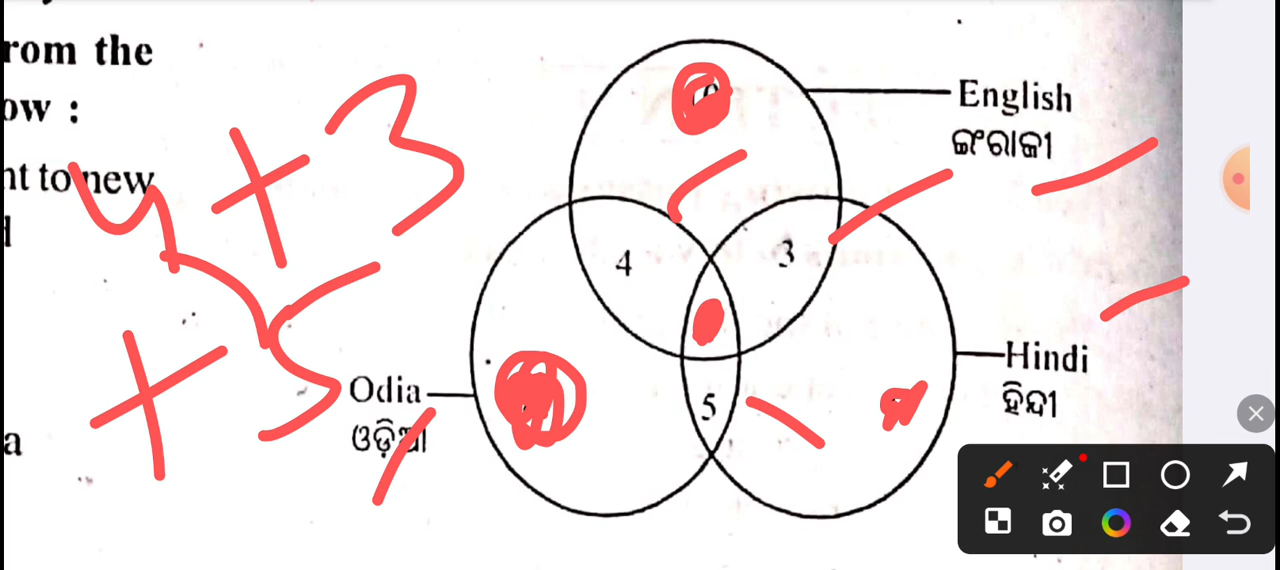 rom the
ow :
English
ଇଂରାଜୀ
nt to new
4 + 3
4
3
+ 5
Hindi
ହିନ୍ଦୀ
Odia
ଓଡ଼ିଆ
5
a